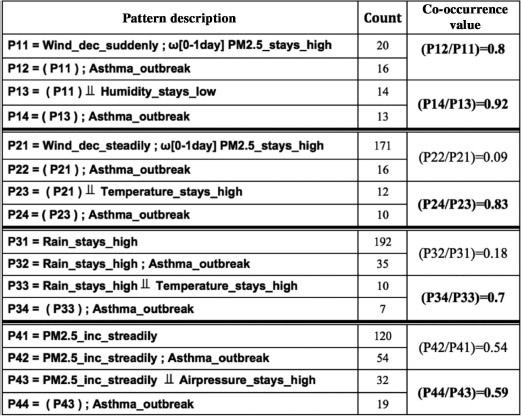 Pattern description Count Co-occurrence value
P11 = Wind_dec_suddenly ; ω[0-1day] PM2.5_stays_high 20 (P12/P11)=0.8
P12 = ( P11 ) ; Asthma_outbreak 16
P13 = ( P11 ) ⫫ Humidity_stays_low 14 (P14/P13)=0.92
P14= ( P13 ) ; Asthma_outbreak 13
P21 = Wind_dec_steadily ; ω[0-1day] PM2.5_stays_high 171 (P22/P21)=0.09
P22 = ( P21 ) ; Asthma_outbreak 16
P23 = ( P21 ) ⫫ Temperature_stays_high 12 (P24/P23)=0.83
P24 = ( P23 ) ; Asthma_outbreak 10
P31 = Rain_stays_high 192 (P32/P31)=0.18
P32 = Rain_stays_high ; Asthma_outbreak 35
P33 = Rain_stays_high ⫫ Temperature_stays_high 10 (P34/P33)=0.7
P34 = (P33) ; Asthma_outbreak 7
P41 = PM2.5_inc_streadily 120 (P42/P41)=0.54
P42 = PM2.5_inc_streadily ; Asthma_outbreak 54
P43 = PM2.5_inc_streadily ⫫ Airpressure_stays_high 32 (P44/P43)=0.59
P44 = ( P43 ) ; Asthma_outbreak 19